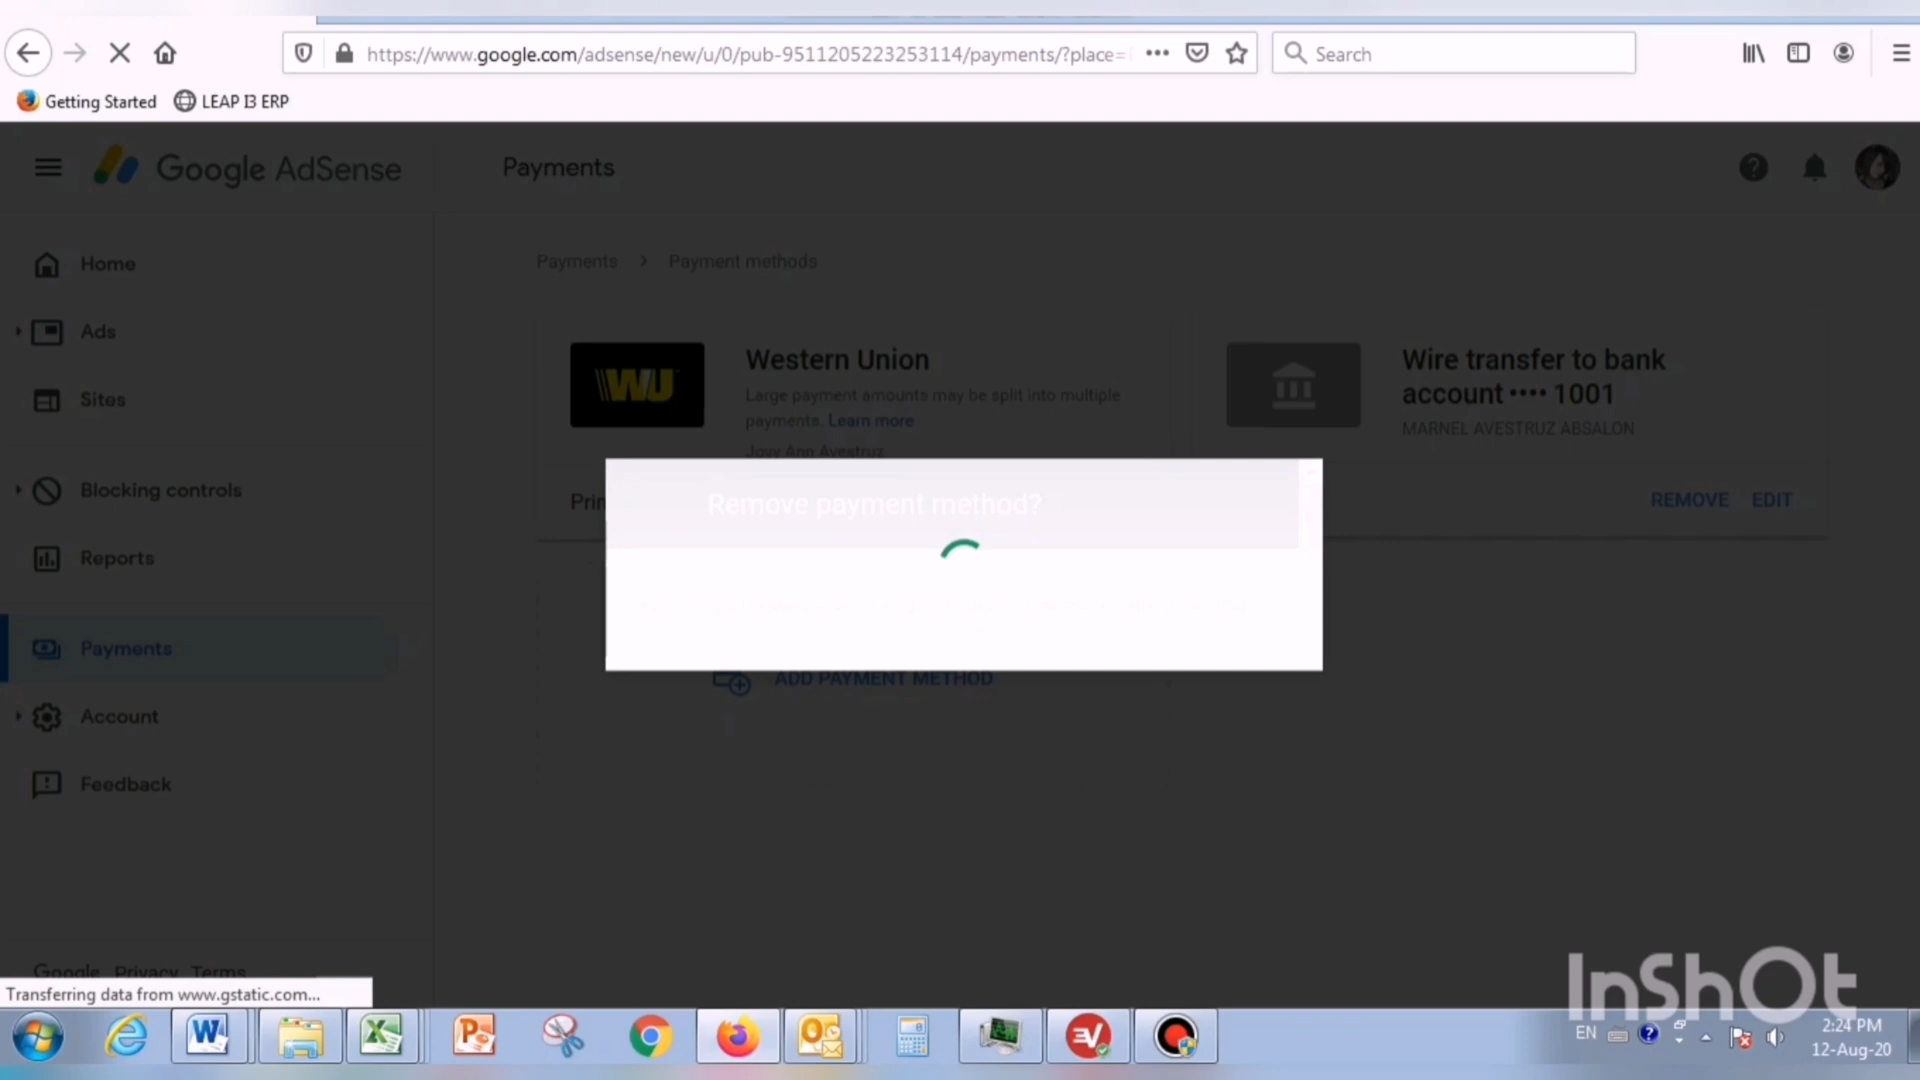 https://www.google.com/adsense/new/u/0/pub-9511205223253114/payments/?place=
Search
Getting Started
LEAP I3 ERP
Google AdSense
Payments
Home
Ads
Sites
Blocking controls
Reports
Payments
Account
Feedback
Google Privacy Terms
Payments > Payment methods
WU
Western Union
Large payment amounts may be split into multiple
payments. Learn more
Jovy Ann Avestruz
Wire transfer to bank
account •••• 1001
MARNEL AVESTRUZ ABSALON
REMOVE EDIT
Remove payment method?
ADD PAYMENT METHOD
Transferring data from www.gstatic.com...
InShOt
EN
2:24 PM
12-Aug-20